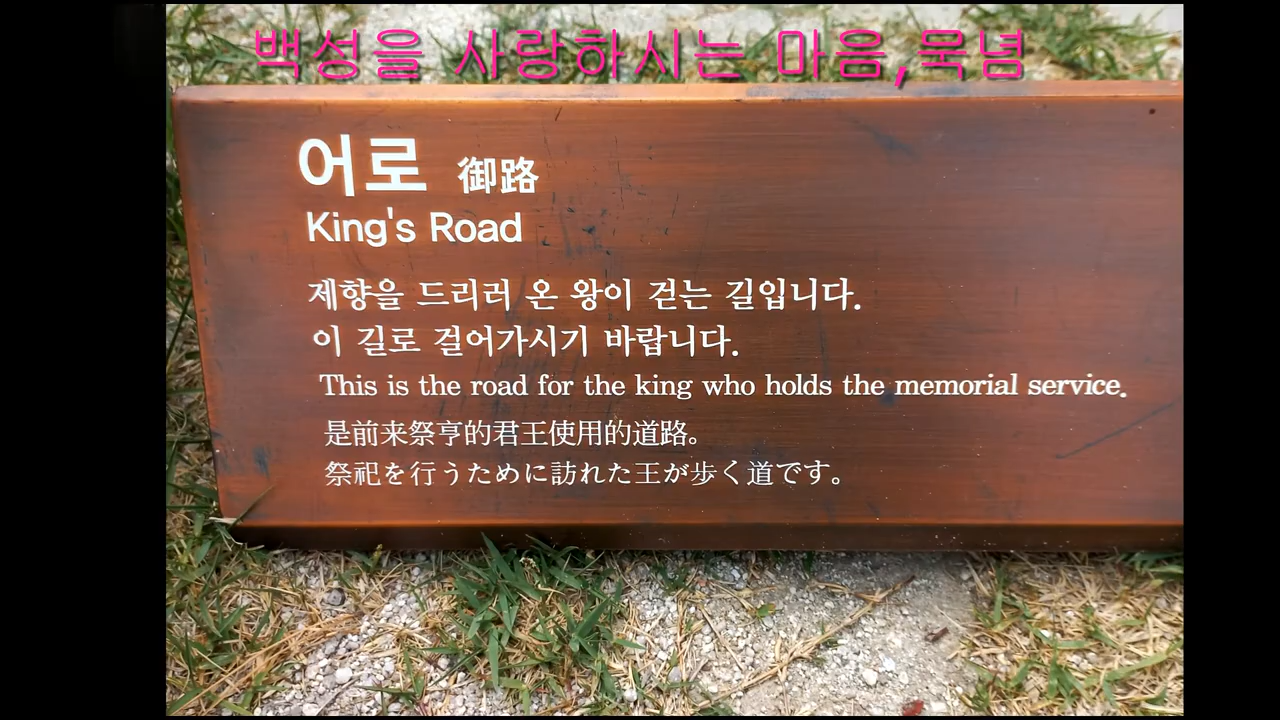 백성을 사랑하시는 마음,묵념
어로 御路
King's Road
제향을 드리러 온 왕이 걷는 길입니다.
이 길로 걸어가시기 바랍니다.
This is the road for the king who holds the memorial service.
是前来祭亨的君王使用的道路。
祭祀を行うために訪れた王が歩く道です。